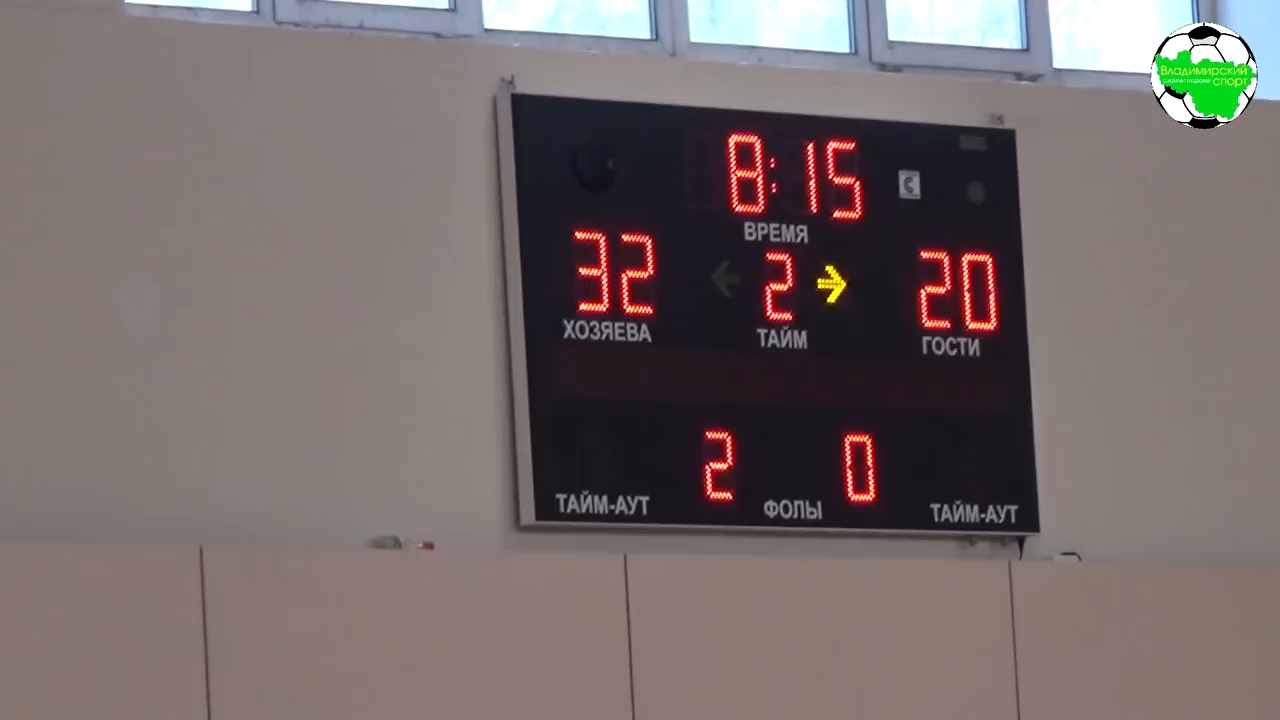 Владимирский
спорт
8:15
ВРЕМЯ
32 2 20
ХОЗЯЕВА ТАЙМ ГОСТИ
2 0
ТАЙМ-АУТ ФОЛЫ ТАЙМ-АУТ